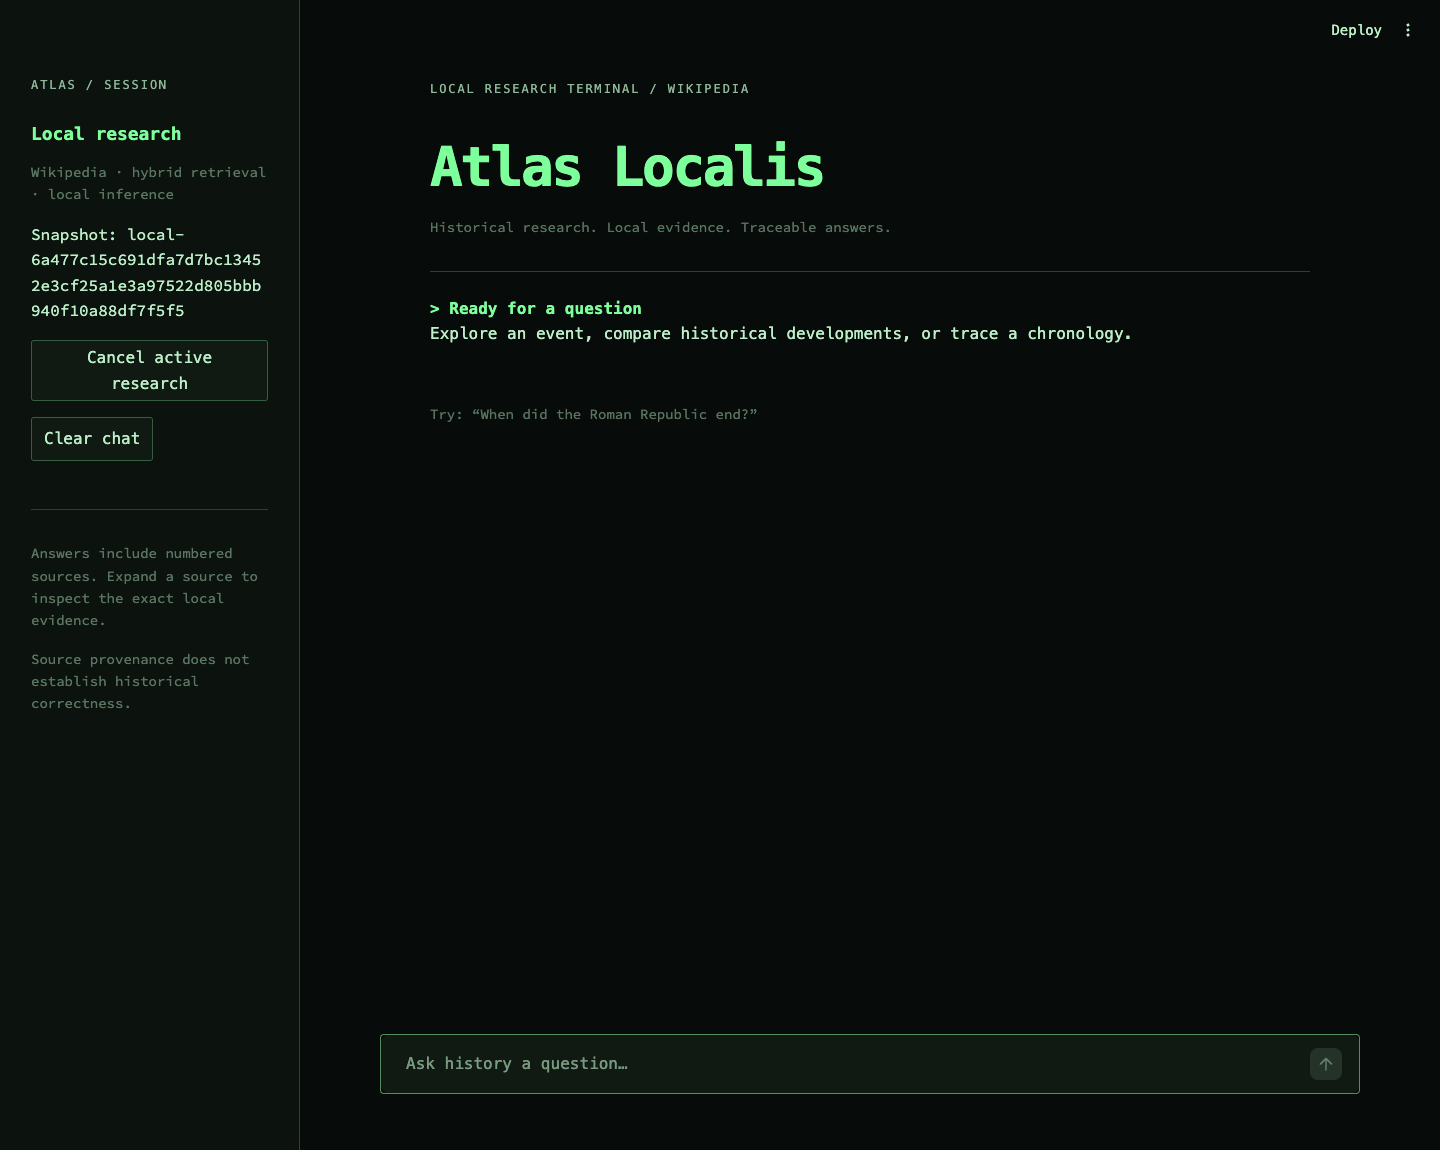 Deploy
ATLAS / SESSION
Local research
Wikipedia · hybrid retrieval
· local inference
Snapshot: local-
6a477c15c691dfa7d7bc1345
2e3cf25a1e3a97522d805bbb
940f10a88df7f5f5
Cancel active
research
Clear chat
Answers include numbered
sources. Expand a source to
inspect the exact local
evidence.
Source provenance does not
establish historical
correctness.
LOCAL RESEARCH TERMINAL / WIKIPEDIA
Atlas Localis
Historical research. Local evidence. Traceable answers.
> Ready for a question
Explore an event, compare historical developments, or trace a chronology.
Try: “When did the Roman Republic end?”
Ask history a question…